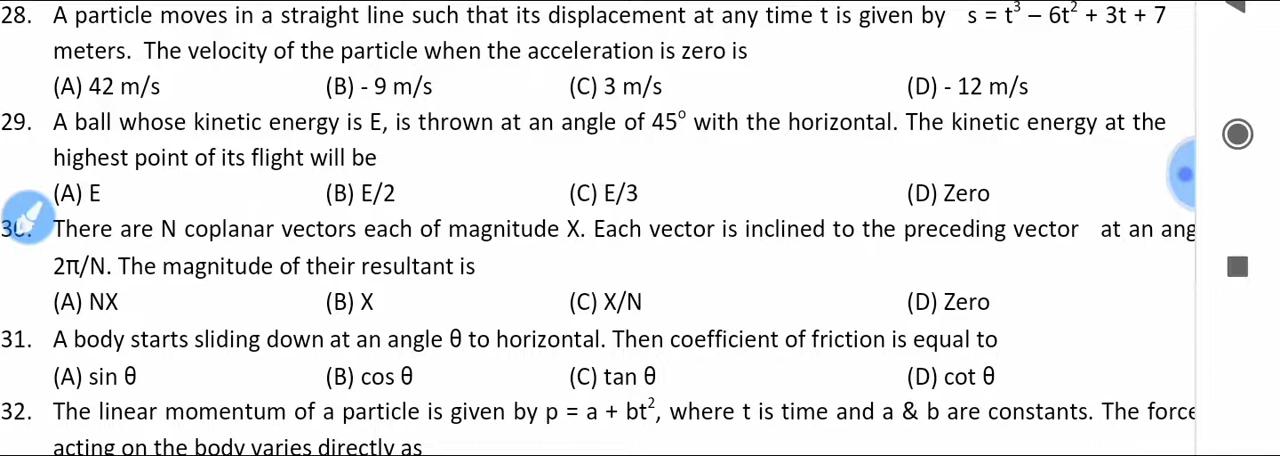 28. A particle moves in a straight line such that its displacement at any time t is given by s = t³ – 6t² + 3t + 7
meters. The velocity of the particle when the acceleration is zero is
(A) 42 m/s (B) - 9 m/s (C) 3 m/s (D) - 12 m/s
29. A ball whose kinetic energy is E, is thrown at an angle of 45° with the horizontal. The kinetic energy at the
highest point of its flight will be
(A) E (B) E/2 (C) E/3 (D) Zero
30. There are N coplanar vectors each of magnitude X. Each vector is inclined to the preceding vector at an ang
2π/N. The magnitude of their resultant is
(A) NX (B) X (C) X/N (D) Zero
31. A body starts sliding down at an angle θ to horizontal. Then coefficient of friction is equal to
(A) sin θ (B) cos θ (C) tan θ (D) cot θ
32. The linear momentum of a particle is given by p = a + bt², where t is time and a & b are constants. The force
acting on the body varies directly as